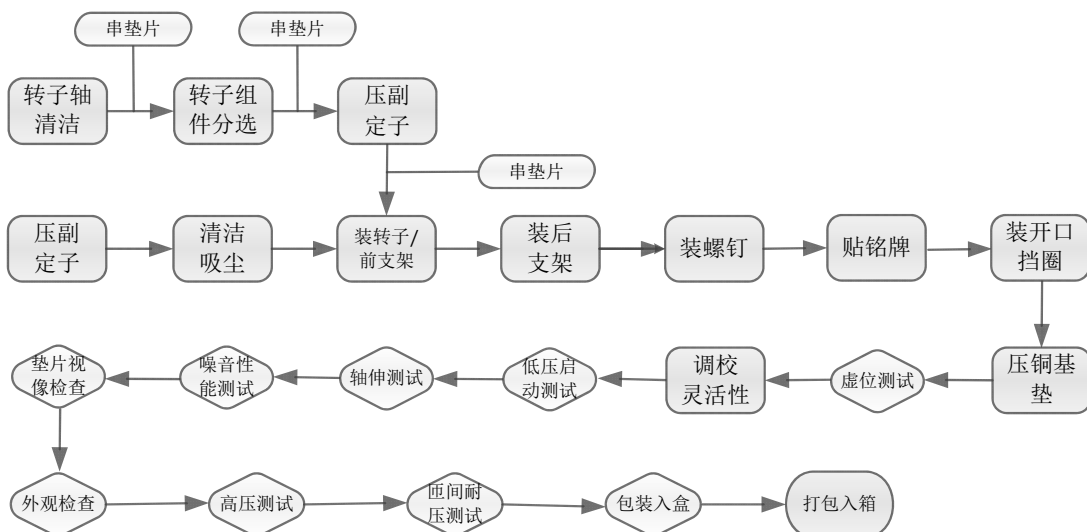 串垫片
串垫片
转子轴
清洁
转子组
件分选
压副
定子
串垫片
压副
定子
清洁
吸尘
装转子/
前支架
装后
支架
装螺钉
贴铭牌
装开口
挡圈
垫片视
像检查
噪音性
能测试
轴伸测试
低压启
动测试
调校
灵活性
虚位测试
压铜基
垫
外观检查
高压测试
匝间耐
压测试
包装入盒
打包入箱